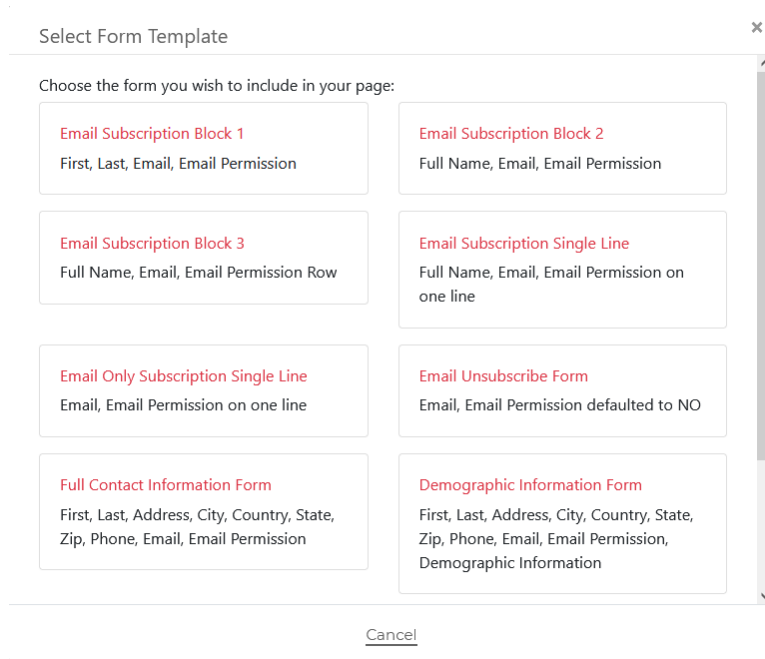 Select Form Template
×
Choose the form you wish to include in your page:
Email Subscription Block 1
First, Last, Email, Email Permission
Email Subscription Block 2
Full Name, Email, Email Permission
Email Subscription Block 3
Full Name, Email, Email Permission Row
Email Subscription Single Line
Full Name, Email, Email Permission on
one line
Email Only Subscription Single Line
Email, Email Permission on one line
Email Unsubscribe Form
Email, Email Permission defaulted to NO
Full Contact Information Form
First, Last, Address, City, Country, State,
Zip, Phone, Email, Email Permission
Demographic Information Form
First, Last, Address, City, Country, State,
Zip, Phone, Email, Email Permission,
Demographic Information
Cancel